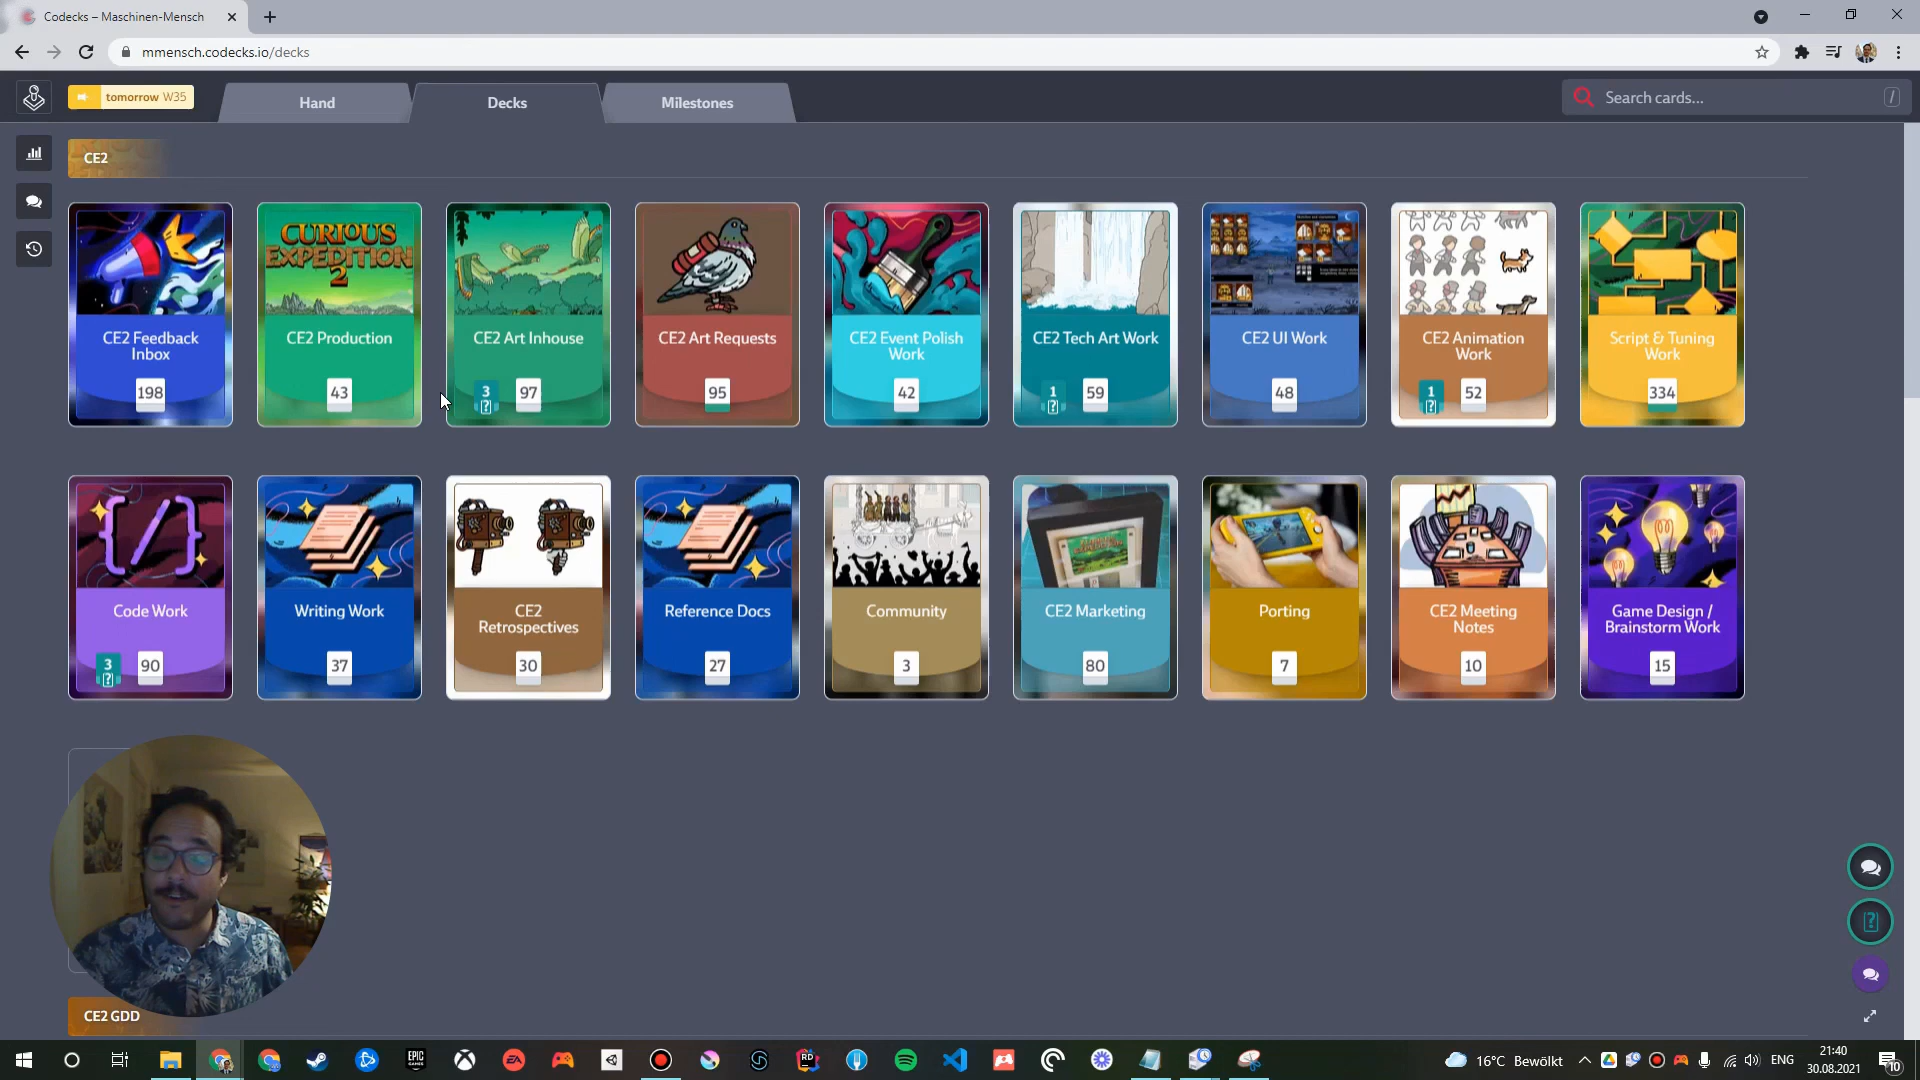 Codecks – Maschinen-Mensch
mmensch.codecks.io/decks
tomorrow W35
Hand
Decks
Milestones
Search cards...
/
CE2
CURIOUS
EXPEDITION
2
CE2 Feedback
Inbox
198
CE2 Production
43
CE2 Art Inhouse
3
?
97
CE2 Art Requests
95
CE2 Event Polish
Work
42
CE2 Tech Art Work
1
?
59
CE2 UI Work
48
CE2 Animation
Work
1
?
52
Script & Tuning
Work
334
{/}
Code Work
3
?
90
Writing Work
37
CE2
Retrospectives
30
Reference Docs
27
Community
3
CE2 Marketing
80
Porting
7
CE2 Meeting
Notes
10
Game Design /
Brainstorm Work
15
?
CE2 GDD
EPIC
GAMES
EA
RD
16°C Bewölkt
ENG
21:40
30.08.2021
10